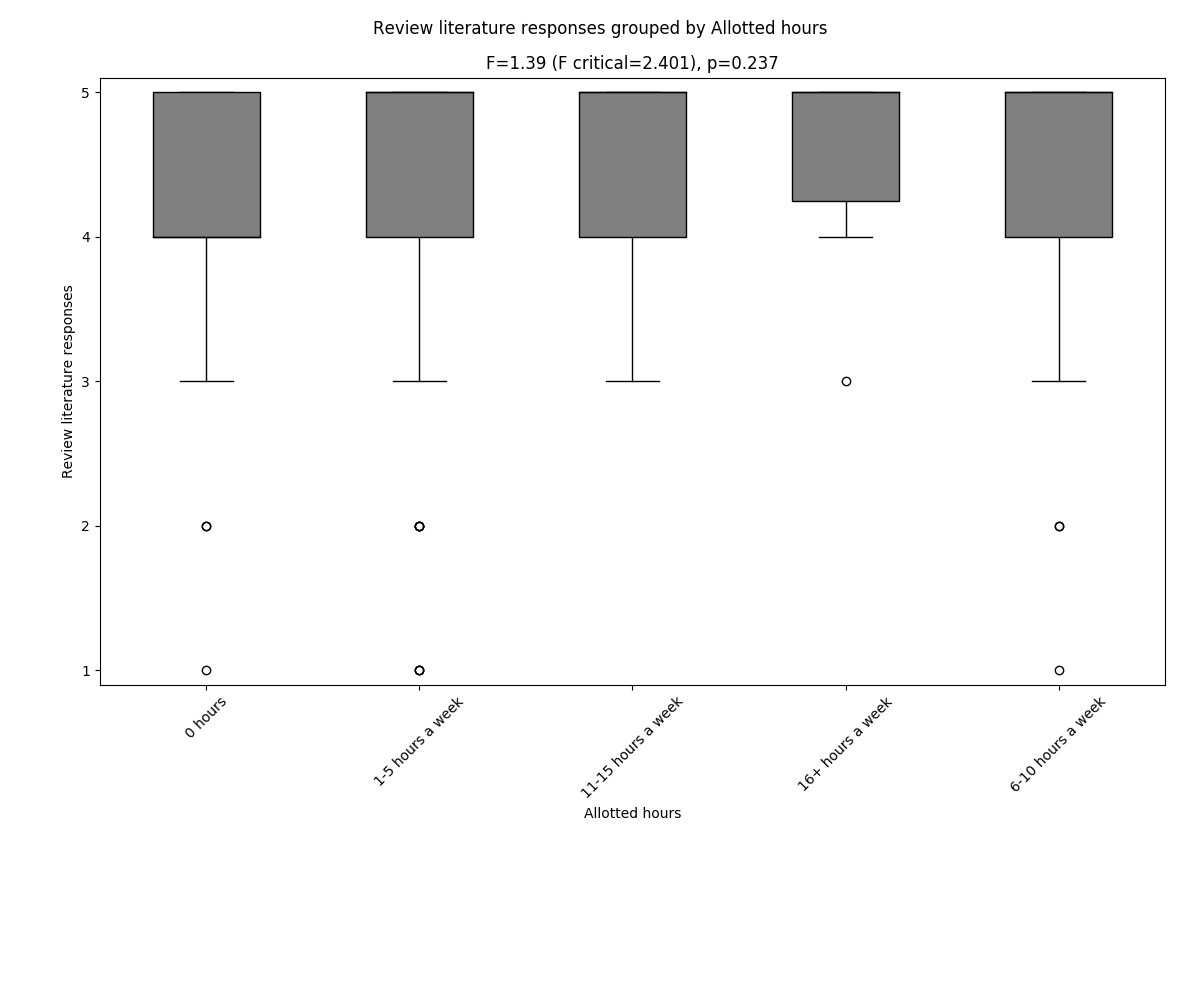 Review literature responses grouped by Allotted hours
F=1.39 (F critical=2.401), p=0.237
5
4
3
2
1
Review literature responses
0 hours
1-5 hours a week
11-15 hours a week
16+ hours a week
6-10 hours a week
Allotted hours